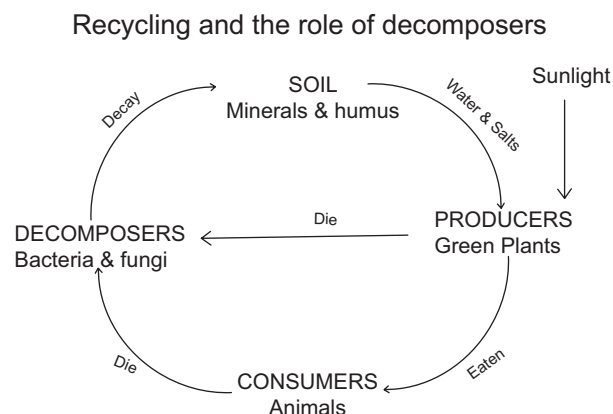 Recycling and the role of decomposers
SOIL
Minerals & humus
Sunlight
Decay
Water & Salts
Die
PRODUCERS
Green Plants
DECOMPOSERS
Bacteria & fungi
Die
Eaten
CONSUMERS
Animals